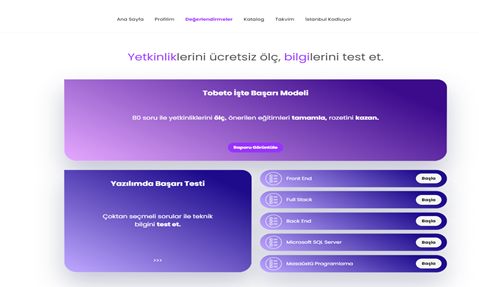 Ana Sayfa Profilim Değerlendirmeler Katalog Takvim İstanbul Kodluyor
Yetkinliklerini ücretsiz ölç, bilgilerini test et.
Tobeto İşte Başarı Modeli
80 soru ile yetkinliklerini ölç, önerilen eğitimleri tamamla, rozetini kazan.
Raporu Görüntüle
Yazılımda Başarı Testi
Çoktan seçmeli sorular ile teknik
bilgini test et.
>>>
Front End Başla
Full Stack Başla
Back End Başla
Microsoft SQL Server Başla
Masaüstü Programlama Başla